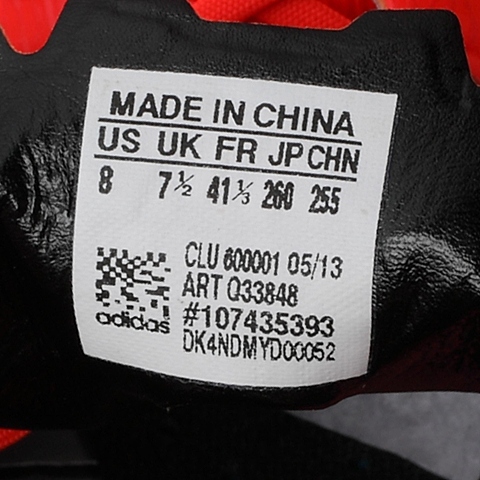 MADE IN CHINA
US UK FR JP CHN
8 7½ 41⅓ 260 255
CLU 600001 05/13
ART Q33848
#107435393
DK4NDMYD00052
adidas